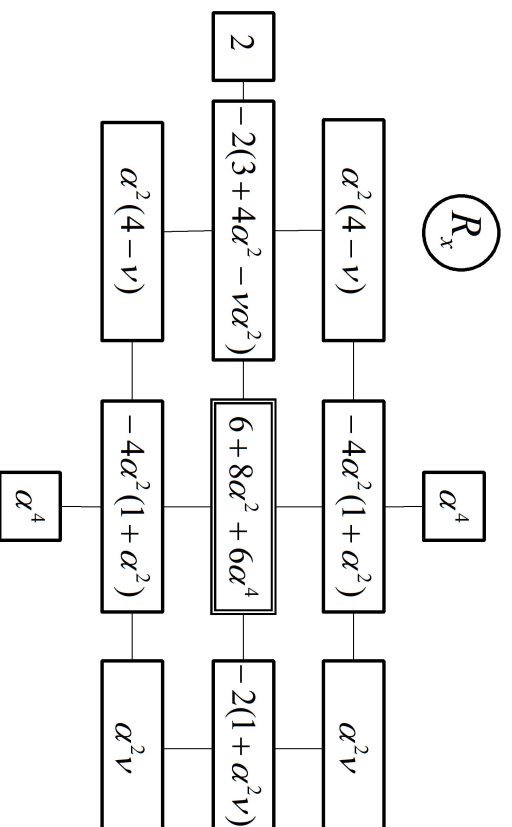 Rₓ
α⁴
α²(4 − ν)
−4α²(1 + α²)
α²ν
2
−2(3 + 4α² − να²)
6 + 8α² + 6α⁴
−2(1 + α²ν)
α²(4 − ν)
−4α²(1 + α²)
α²ν
α⁴